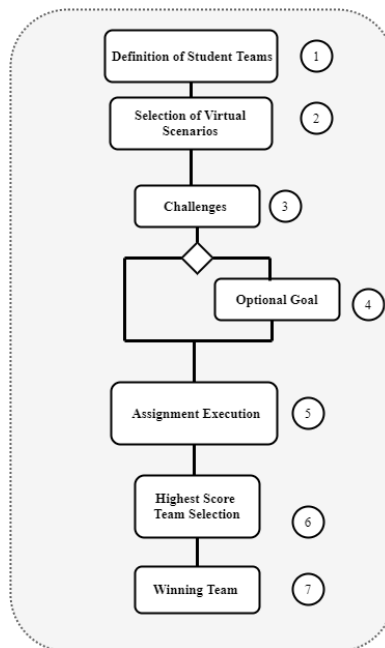 Definition of Student Teams
1
Selection of Virtual
Scenarios
2
Challenges
3
Optional Goal
4
Assignment Execution
5
Highest Score
Team Selection
6
Winning Team
7